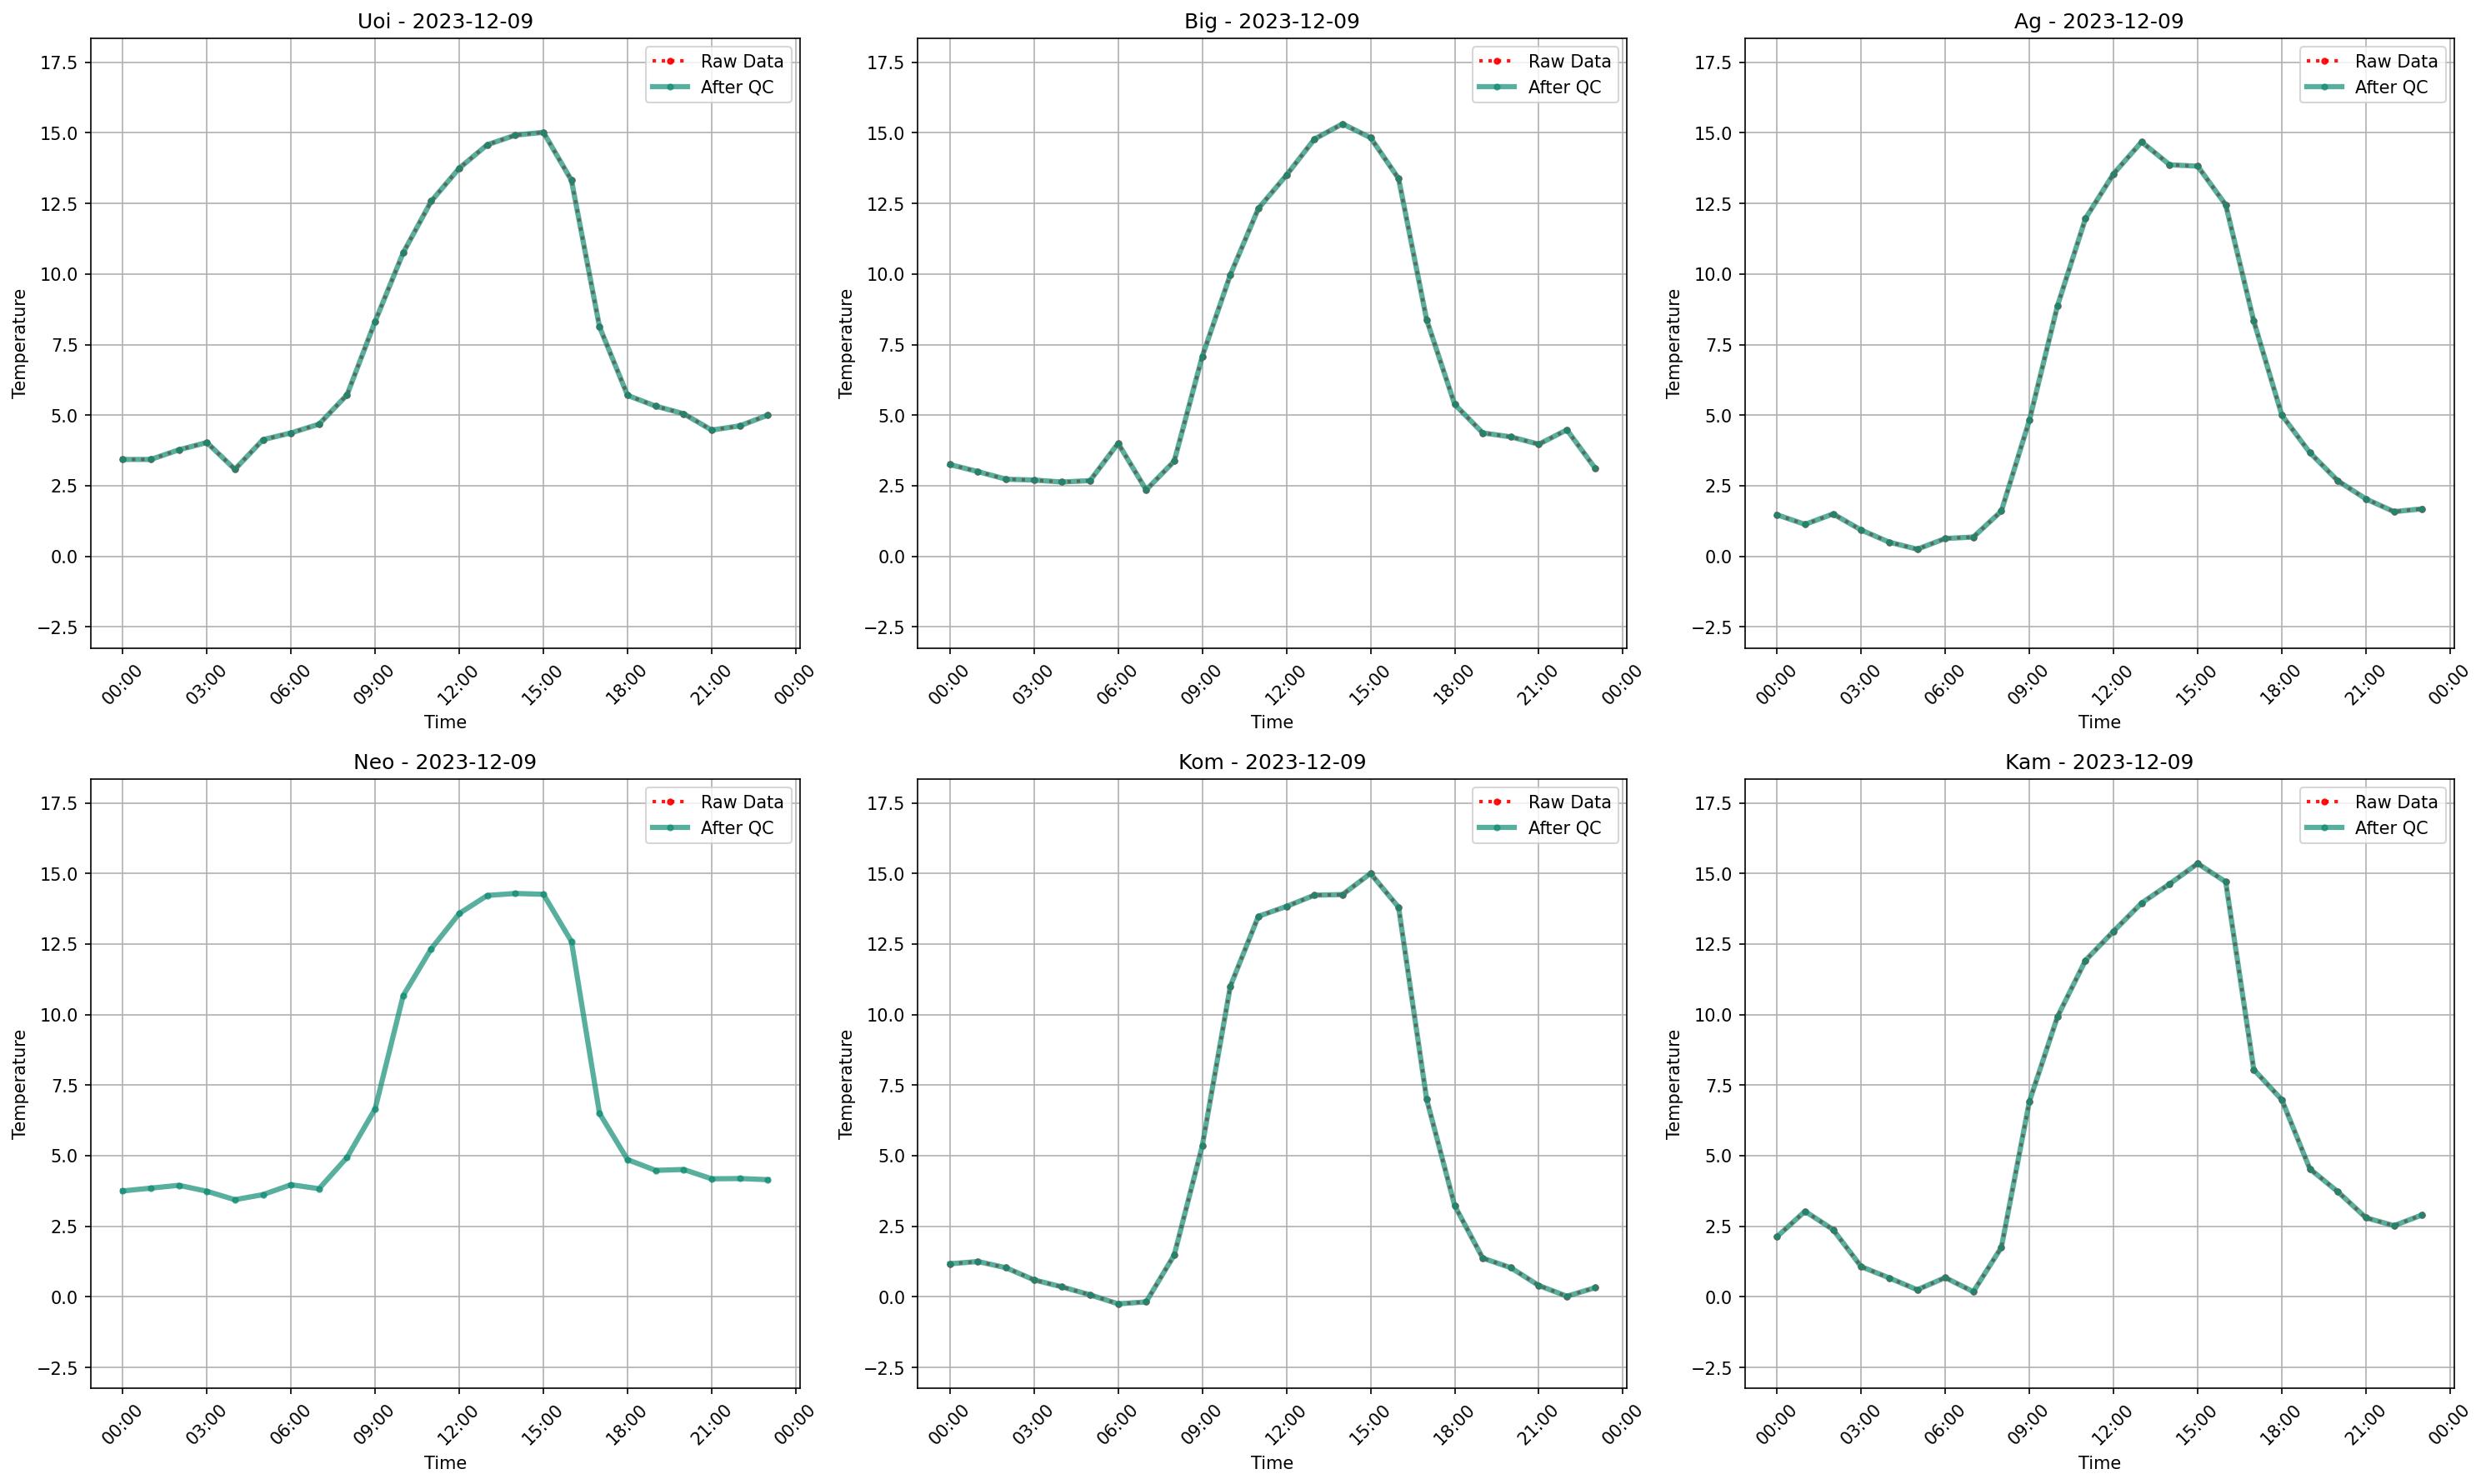 Uoi - 2023-12-09
Raw Data
After QC
17.5
15.0
12.5
10.0
7.5
5.0
2.5
0.0
−2.5
Temperature
00:00 03:00 06:00 09:00 12:00 15:00 18:00 21:00 00:00
Time
Big - 2023-12-09
Raw Data
After QC
17.5
15.0
12.5
10.0
7.5
5.0
2.5
0.0
−2.5
Temperature
00:00 03:00 06:00 09:00 12:00 15:00 18:00 21:00 00:00
Time
Ag - 2023-12-09
Raw Data
After QC
17.5
15.0
12.5
10.0
7.5
5.0
2.5
0.0
−2.5
Temperature
00:00 03:00 06:00 09:00 12:00 15:00 18:00 21:00 00:00
Time
Neo - 2023-12-09
Raw Data
After QC
17.5
15.0
12.5
10.0
7.5
5.0
2.5
0.0
−2.5
Temperature
00:00 03:00 06:00 09:00 12:00 15:00 18:00 21:00 00:00
Time
Kom - 2023-12-09
Raw Data
After QC
17.5
15.0
12.5
10.0
7.5
5.0
2.5
0.0
−2.5
Temperature
00:00 03:00 06:00 09:00 12:00 15:00 18:00 21:00 00:00
Time
Kam - 2023-12-09
Raw Data
After QC
17.5
15.0
12.5
10.0
7.5
5.0
2.5
0.0
−2.5
Temperature
00:00 03:00 06:00 09:00 12:00 15:00 18:00 21:00 00:00
Time